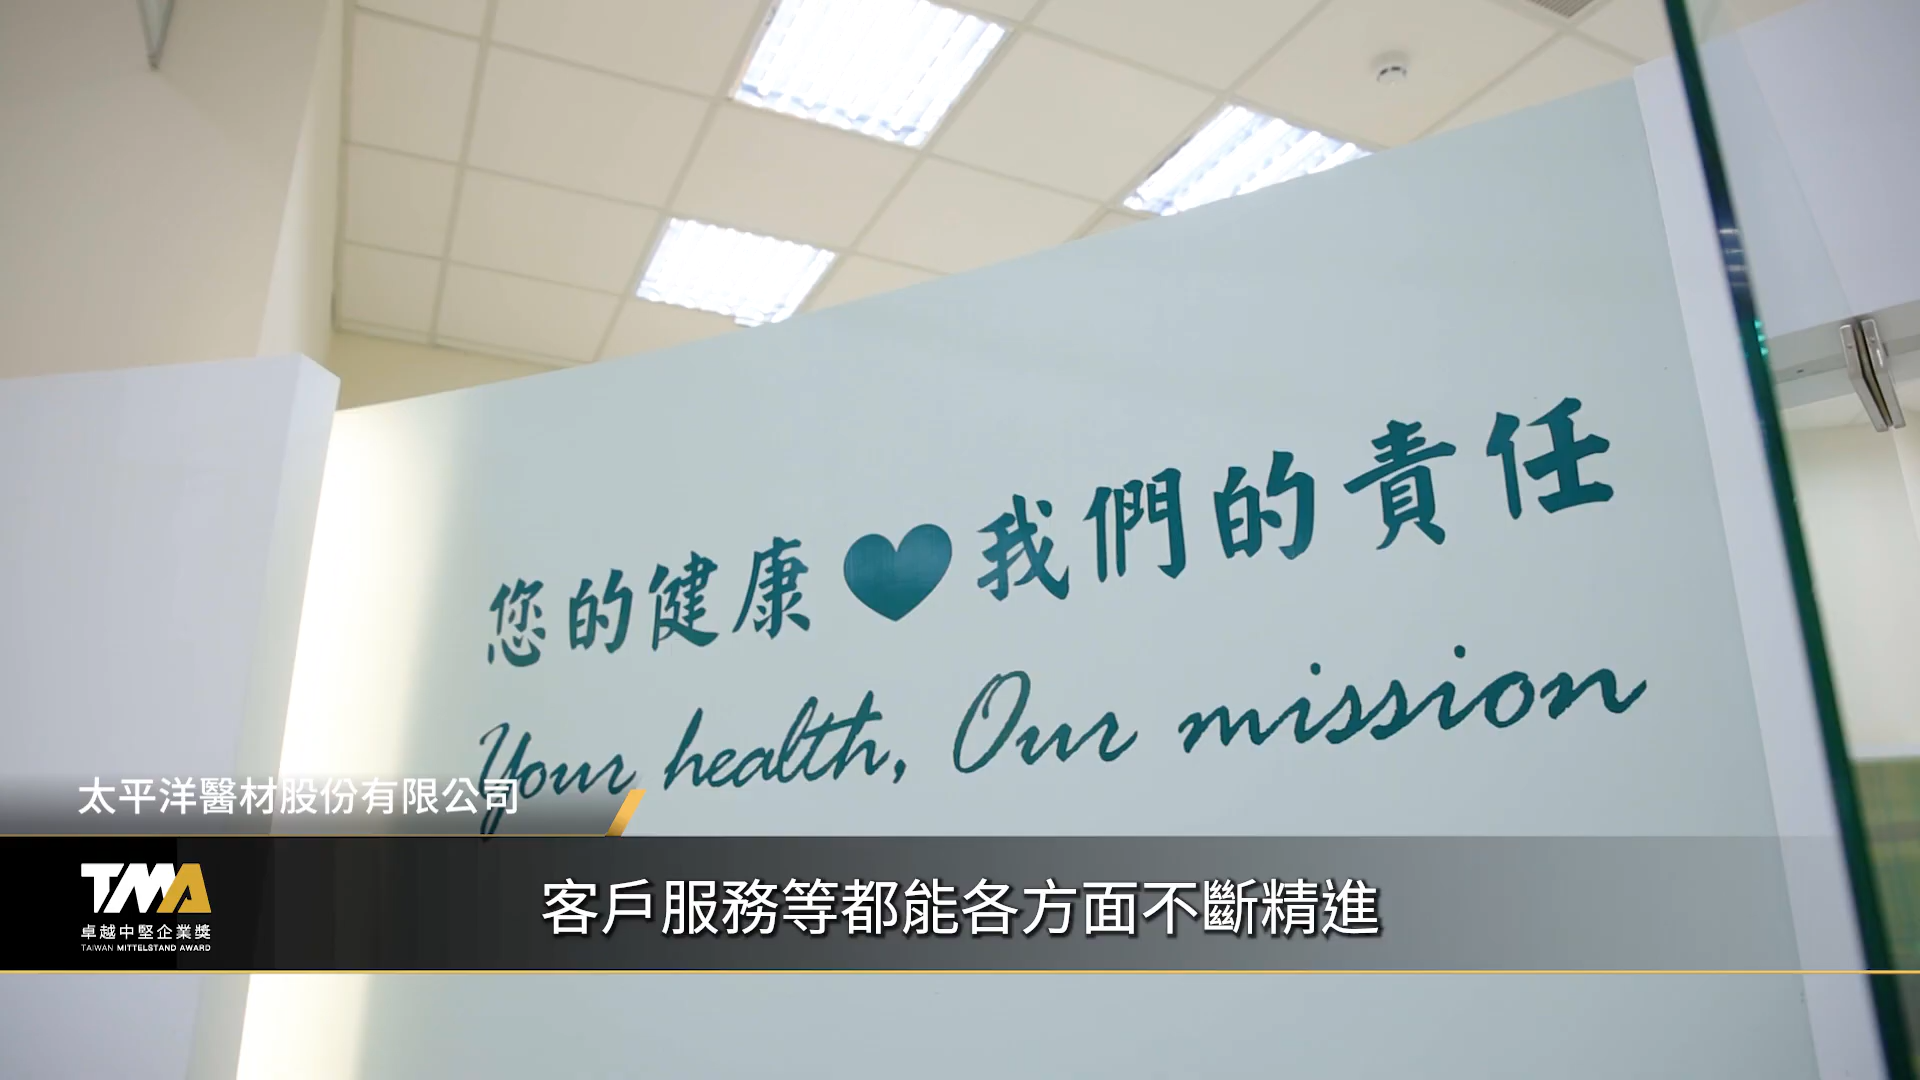 您的健康♥我們的責任
Your health, Our mission
太平洋醫材股份有限公司
TMA
卓越中堅企業獎
TAIWAN MITTELSTAND AWARD
客戶服務等都能各方面不斷精進